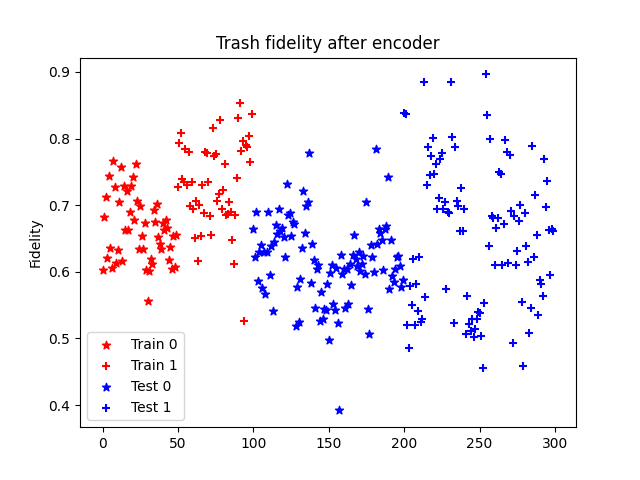 Trash fidelity after encoder
0.9
0.8
0.7
0.6
0.5
0.4
Fidelity
Train 0
Train 1
Test 0
Test 1
0 50 100 150 200 250 300